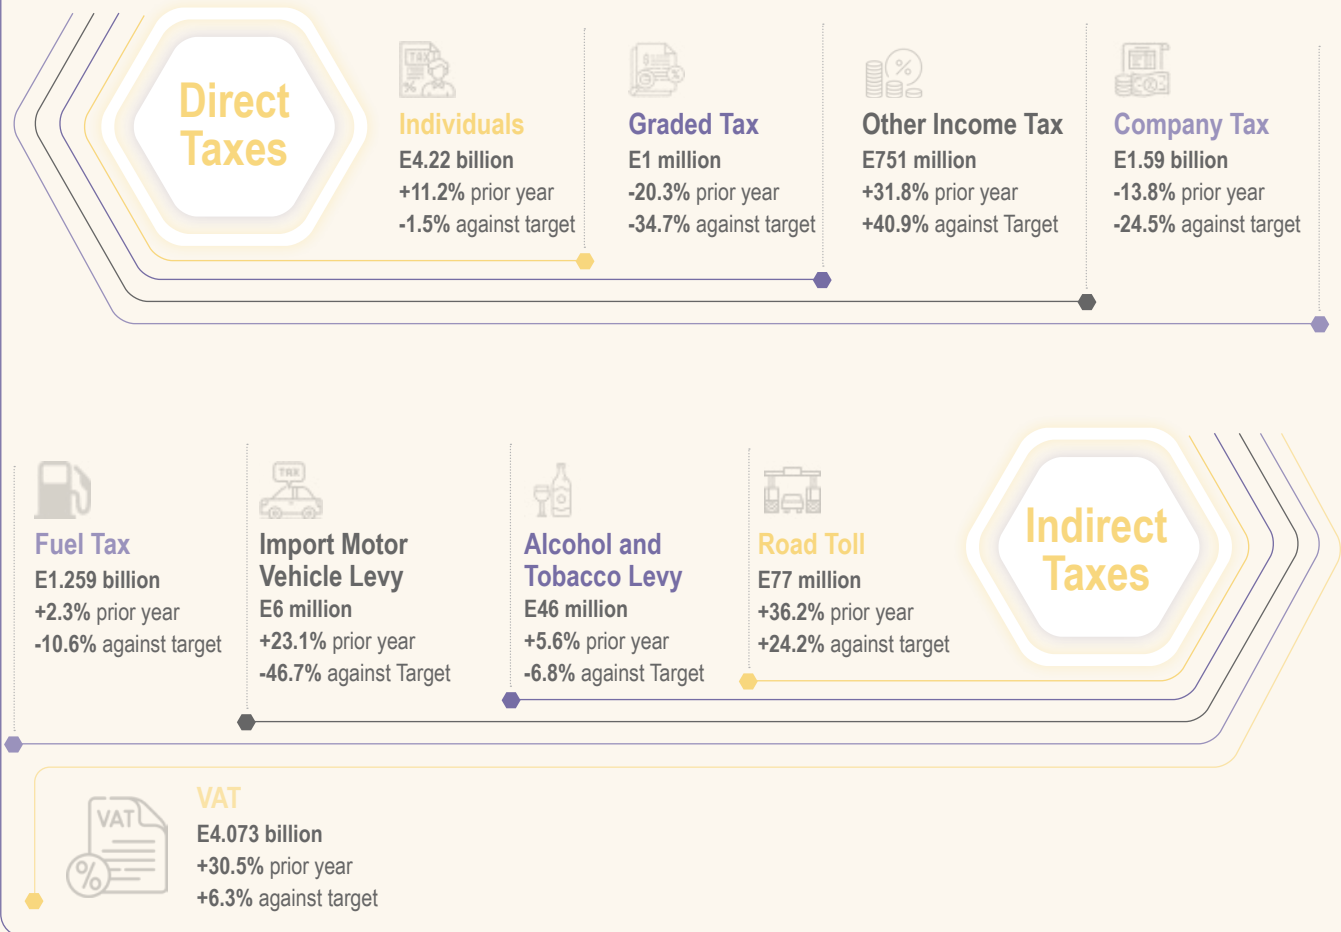 Direct
Taxes
TAX
Individuals
E4.22 billion
+11.2% prior year
-1.5% against target
Graded Tax
E1 million
-20.3% prior year
-34.7% against target
Other Income Tax
E751 million
+31.8% prior year
+40.9% against Target
Company Tax
E1.59 billion
-13.8% prior year
-24.5% against target
Indirect
Taxes
Fuel Tax
E1.259 billion
+2.3% prior year
-10.6% against target
TAX
Import Motor
Vehicle Levy
E6 million
+23.1% prior year
-46.7% against Target
Alcohol and
Tobacco Levy
E46 million
+5.6% prior year
-6.8% against Target
Road Toll
E77 million
+36.2% prior year
+24.2% against target
VAT
%
VAT
E4.073 billion
+30.5% prior year
+6.3% against target